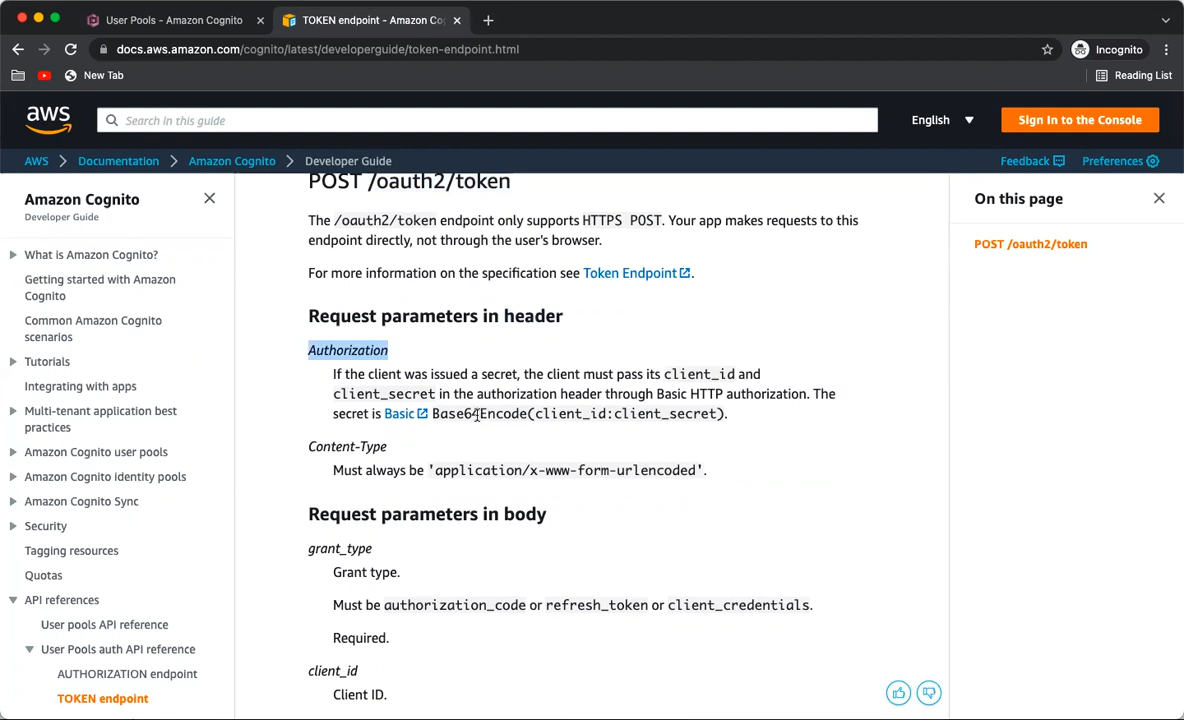 User Pools - Amazon Cognito
TOKEN endpoint - Amazon Co
docs.aws.amazon.com/cognito/latest/developerguide/token-endpoint.html
Incognito
New Tab
Reading List
aws
Search in this guide
English
Sign In to the Console
AWS > Documentation > Amazon Cognito > Developer Guide
Feedback
Preferences
Amazon Cognito
Developer Guide
What is Amazon Cognito?
Getting started with Amazon
Cognito
Common Amazon Cognito
scenarios
Tutorials
Integrating with apps
Multi-tenant application best
practices
Amazon Cognito user pools
Amazon Cognito identity pools
Amazon Cognito Sync
Security
Tagging resources
Quotas
API references
User pools API reference
User Pools auth API reference
AUTHORIZATION endpoint
TOKEN endpoint
POST /oauth2/token
The /oauth2/token endpoint only supports HTTPS POST. Your app makes requests to this
endpoint directly, not through the user's browser.
For more information on the specification see Token Endpoint.
Request parameters in header
Authorization
If the client was issued a secret, the client must pass its client_id and
client_secret in the authorization header through Basic HTTP authorization. The
secret is Basic Base64Encode(client_id:client_secret).
Content-Type
Must always be 'application/x-www-form-urlencoded'.
Request parameters in body
grant_type
Grant type.
Must be authorization_code or refresh_token or client_credentials.
Required.
client_id
Client ID.
On this page
POST /oauth2/token